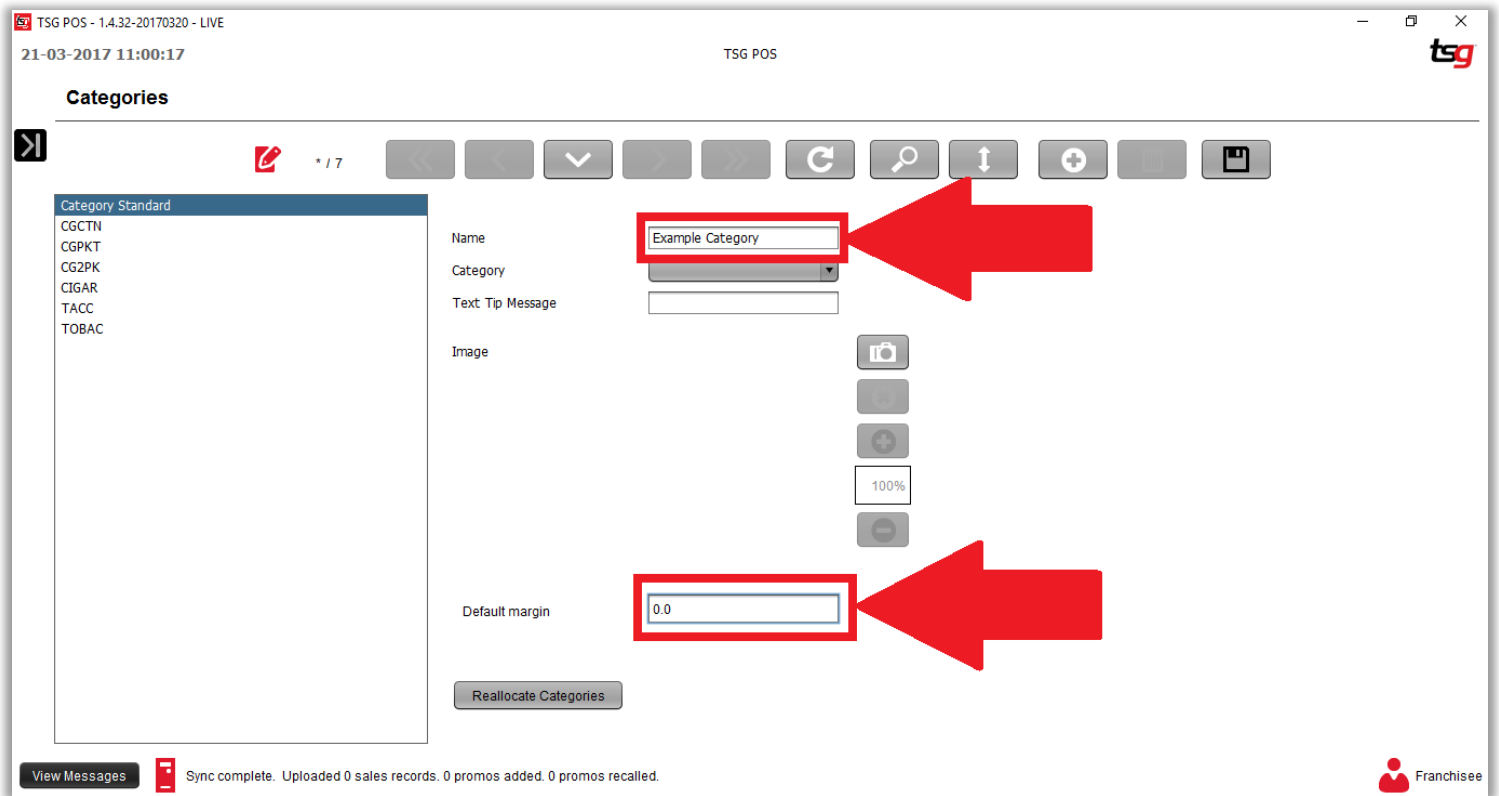 TSG POS - 1.4.32-20170320 - LIVE
21-03-2017 11:00:17
TSG POS
tsg
Categories
* / 7
Category Standard
CGCTN
CGPKT
CG2PK
CIGAR
TACC
TOBAC
Name
Example Category
Category
Text Tip Message
Image
100%
Default margin
0.0
Reallocate Categories
View Messages
Sync complete. Uploaded 0 sales records. 0 promos added. 0 promos recalled.
Franchisee